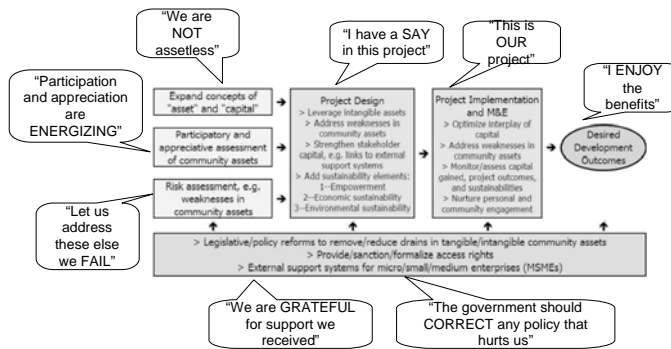 "We are
NOT
assetless"
"I have a SAY
in this project"
"This is
OUR
project"
"I ENJOY
the
benefits"
"Participation
and appreciation
are
ENERGIZING"
Expand concepts of
"asset" and "capital"
Participatory and
appreciative assessment
of community assets
Risk assessment, e.g.
weaknesses in
community assets
"Let us
address
these else
we FAIL"
Project Design
> Leverage intangible assets
> Address weaknesses in
community assets
> Strengthen stakeholder
capital, e.g. links to external
support systems
> Add sustainability elements:
1--Empowerment
2--Economic sustainability
3--Environmental sustainability
Project Implementation
and M&E
> Optimize interplay of
capital
> Address weaknesses in
community assets
> Monitor/assess capital
gained, project outcomes,
and sustainabilities
> Nurture personal and
community engagement
Desired
Development
Outcomes
> Legislative/policy reforms to remove/reduce drains in tangible/intangible community assets
> Provide/sanction/formalize access rights
> External support systems for micro/small/medium enterprises (MSMEs)
"We are GRATEFUL
for support we
received"
"The government should
CORRECT any policy that
hurts us"